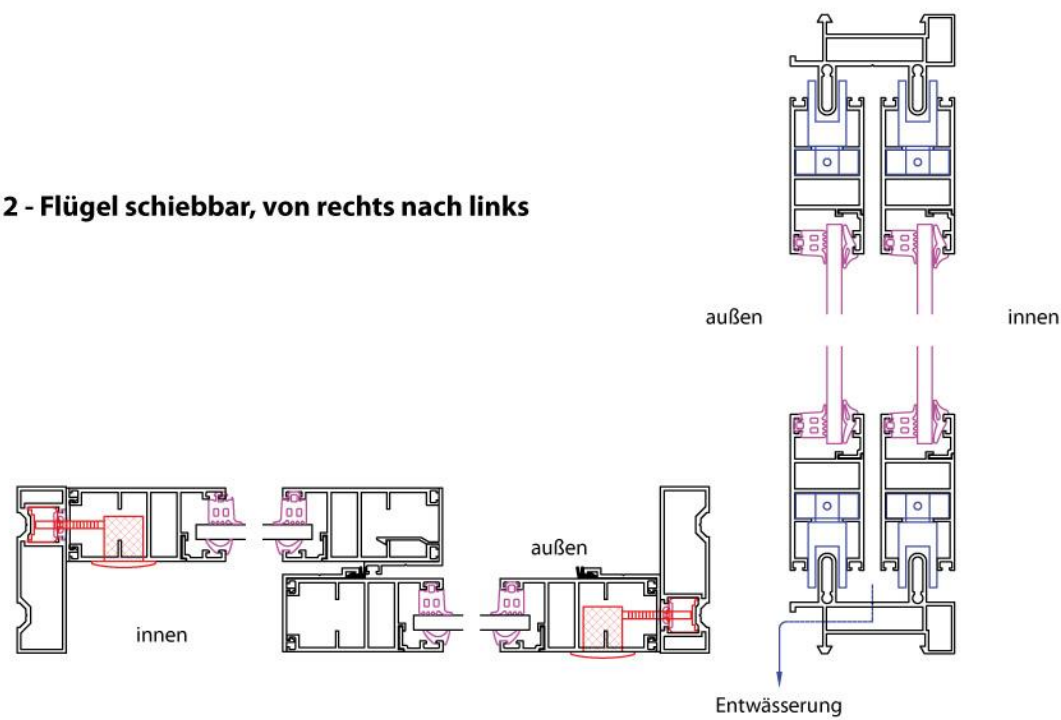 2 - Flügel schiebbar, von rechts nach links
außen
innen
außen
innen
Entwässerung